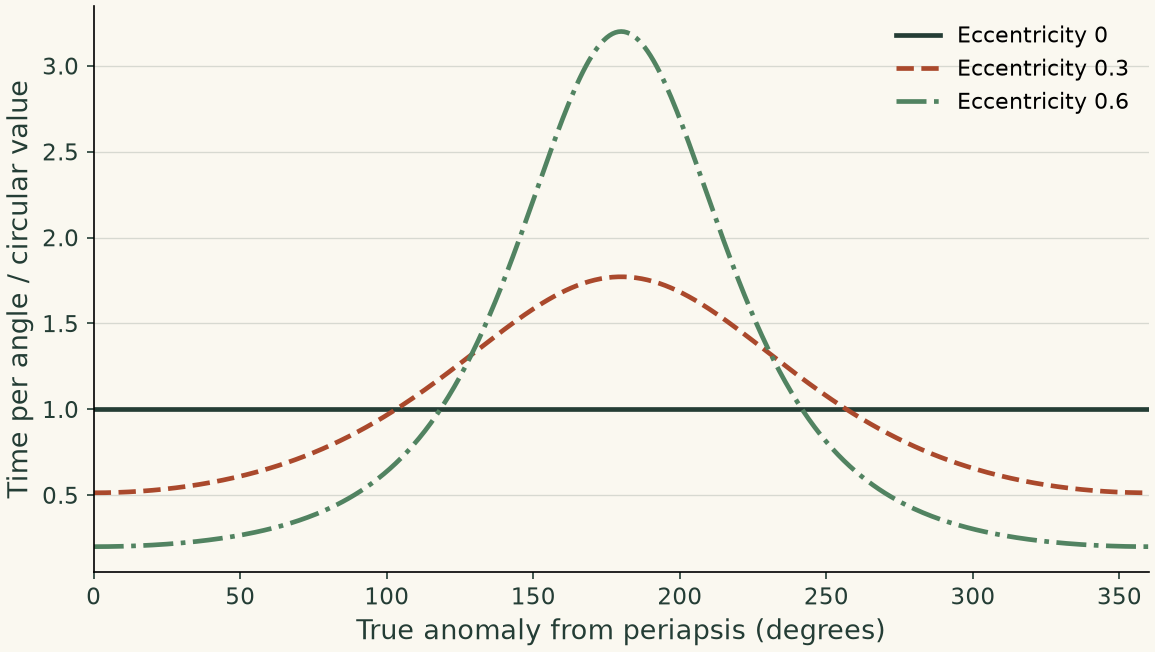 Time per angle / circular value
3.0
2.5
2.0
1.5
1.0
0.5
Eccentricity 0
Eccentricity 0.3
Eccentricity 0.6
0 50 100 150 200 250 300 350
True anomaly from periapsis (degrees)